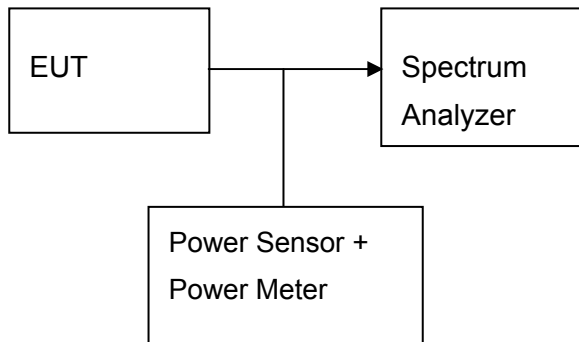 EUT
Spectrum
Analyzer
Power Sensor +
Power Meter